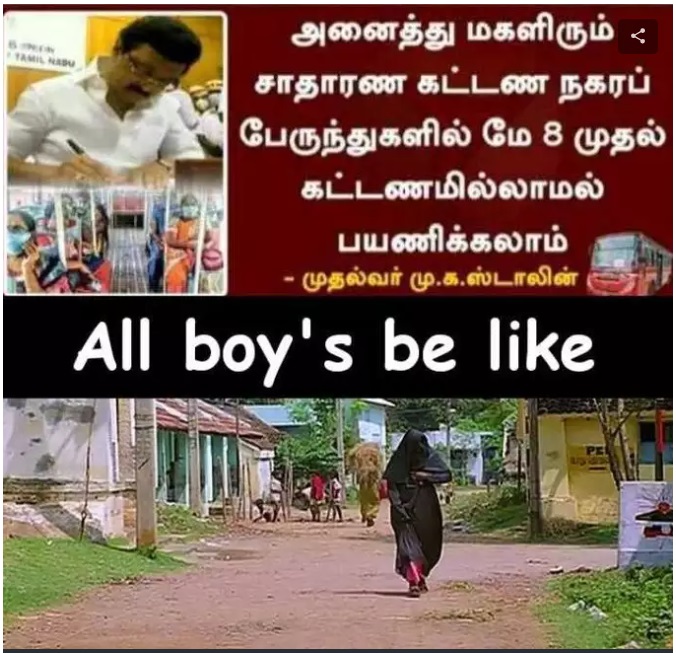 TAMIL NADU
அனைத்து மகளிரும்
சாதாரண கட்டண நகரப்
பேருந்துகளில் மே 8 முதல்
கட்டணமில்லாமல்
பயணிக்கலாம்
- முதல்வர் மு.க.ஸ்டாலின்
All boy's be like